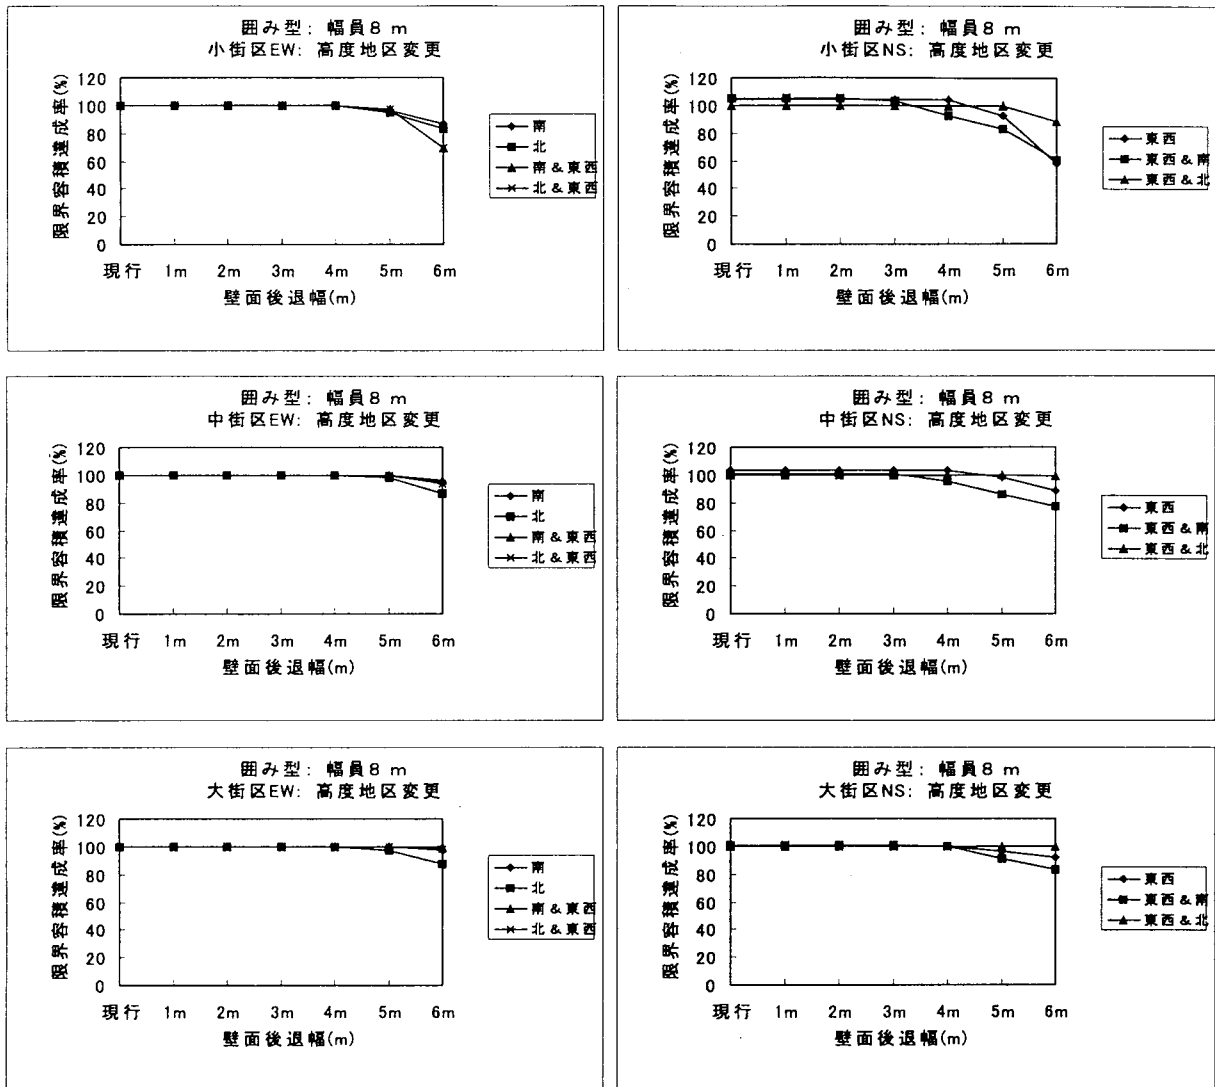 囲み型: 幅員8 m
小街区EW: 高度地区変更
限界容積達成率(%)
120
100
80
60
40
20
0
現行 1m 2m 3m 4m 5m 6m
壁面後退幅(m)
南
北
南&東西
北&東西
囲み型: 幅員8 m
小街区NS: 高度地区変更
限界容積達成率(%)
120
100
80
60
40
20
0
現行 1m 2m 3m 4m 5m 6m
壁面後退幅(m)
東西
東西&南
東西&北
囲み型: 幅員8 m
中街区EW: 高度地区変更
限界容積達成率(%)
120
100
80
60
40
20
0
現行 1m 2m 3m 4m 5m 6m
壁面後退幅(m)
南
北
南&東西
北&東西
囲み型: 幅員8 m
中街区NS: 高度地区変更
限界容積達成率(%)
120
100
80
60
40
20
0
現行 1m 2m 3m 4m 5m 6m
壁面後退幅(m)
東西
東西&南
東西&北
囲み型: 幅員8 m
大街区EW: 高度地区変更
限界容積達成率(%)
120
100
80
60
40
20
0
現行 1m 2m 3m 4m 5m 6m
壁面後退幅(m)
南
北
南&東西
北&東西
囲み型: 幅員8 m
大街区NS: 高度地区変更
限界容積達成率(%)
120
100
80
60
40
20
0
現行 1m 2m 3m 4m 5m 6m
壁面後退幅(m)
東西
東西&南
東西&北